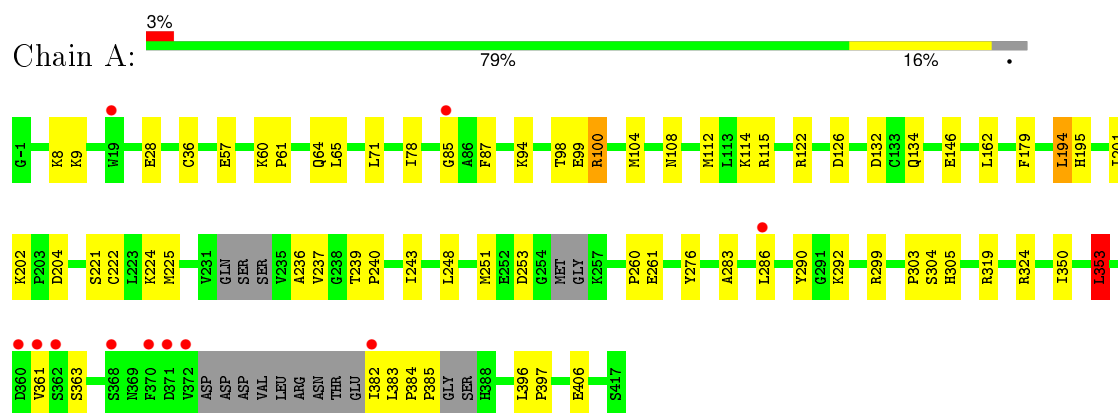 3%
Chain A:
79% 16% •
G-1 K8 K9 W19 E28 C36 E57 K60 P61 Q64 L65 L71 I78 G85 A86 F87 K94 T98 E99 R100 M104 N108 M112 L113 K114 R115 R122 D126 D132 C133 Q134 E146 L162 F179 L194 H195 I201
K202 P203 D204 S221 C222 L223 K224 M225 V231 GLN SER SER V235 A236 V237 G238 T239 P240 I243 L248 M251 E252 D253 G254 MET GLY K257 P260 E261 Y276 A283 L286 Y290 G291 K292 R299 P303 S304 H305 R319 R324 I350 L353
D360 V361 S362 S363 S368 N369 F370 D371 V372 ASP ASP ASP VAL LEU ARG ASN THR GLU I382 L383 P384 P385 GLY SER H388 L396 P397 E406 S417